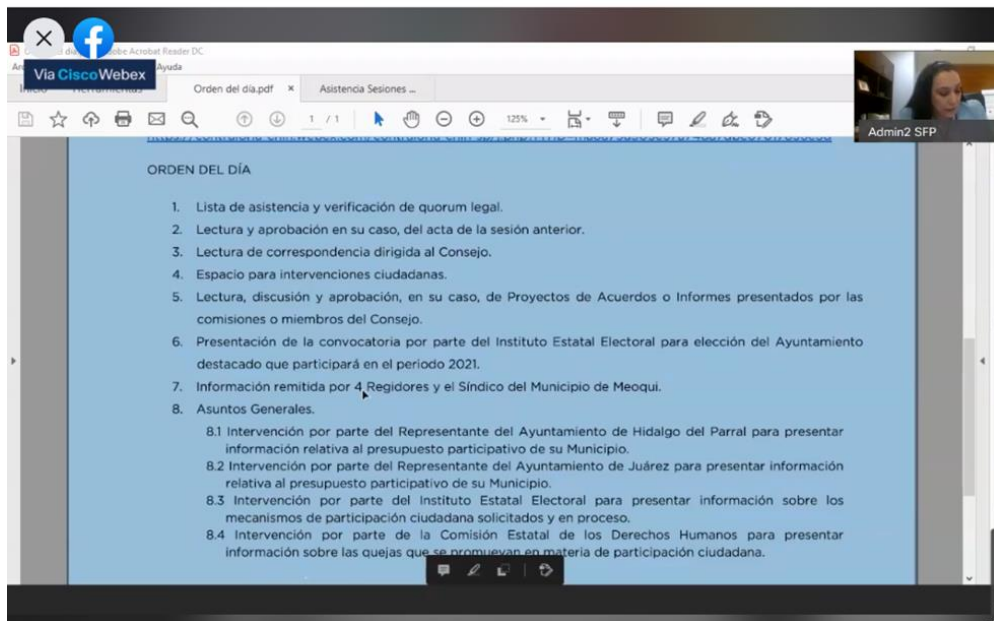 Adobe Acrobat Reader DC
Ayuda
Via CiscoWebex
Orden del día.pdf × Asistencia Sesiones ...
1 / 1 125%
Admin2 SFP
ORDEN DEL DÍA
1. Lista de asistencia y verificación de quorum legal.
2. Lectura y aprobación en su caso, del acta de la sesión anterior.
3. Lectura de correspondencia dirigida al Consejo.
4. Espacio para intervenciones ciudadanas.
5. Lectura, discusión y aprobación, en su caso, de Proyectos de Acuerdos o Informes presentados por las
comisiones o miembros del Consejo.
6. Presentación de la convocatoria por parte del Instituto Estatal Electoral para elección del Ayuntamiento
destacado que participará en el periodo 2021.
7. Información remitida por 4 Regidores y el Síndico del Municipio de Meoqui.
8. Asuntos Generales.
8.1 Intervención por parte del Representante del Ayuntamiento de Hidalgo del Parral para presentar
información relativa al presupuesto participativo de su Municipio.
8.2 Intervención por parte del Representante del Ayuntamiento de Juárez para presentar información
relativa al presupuesto participativo de su Municipio.
8.3 Intervención por parte del Instituto Estatal Electoral para presentar información sobre los
mecanismos de participación ciudadana solicitados y en proceso.
8.4 Intervención por parte de la Comisión Estatal de los Derechos Humanos para presentar
información sobre las quejas que se promuevan en materia de participación ciudadana.